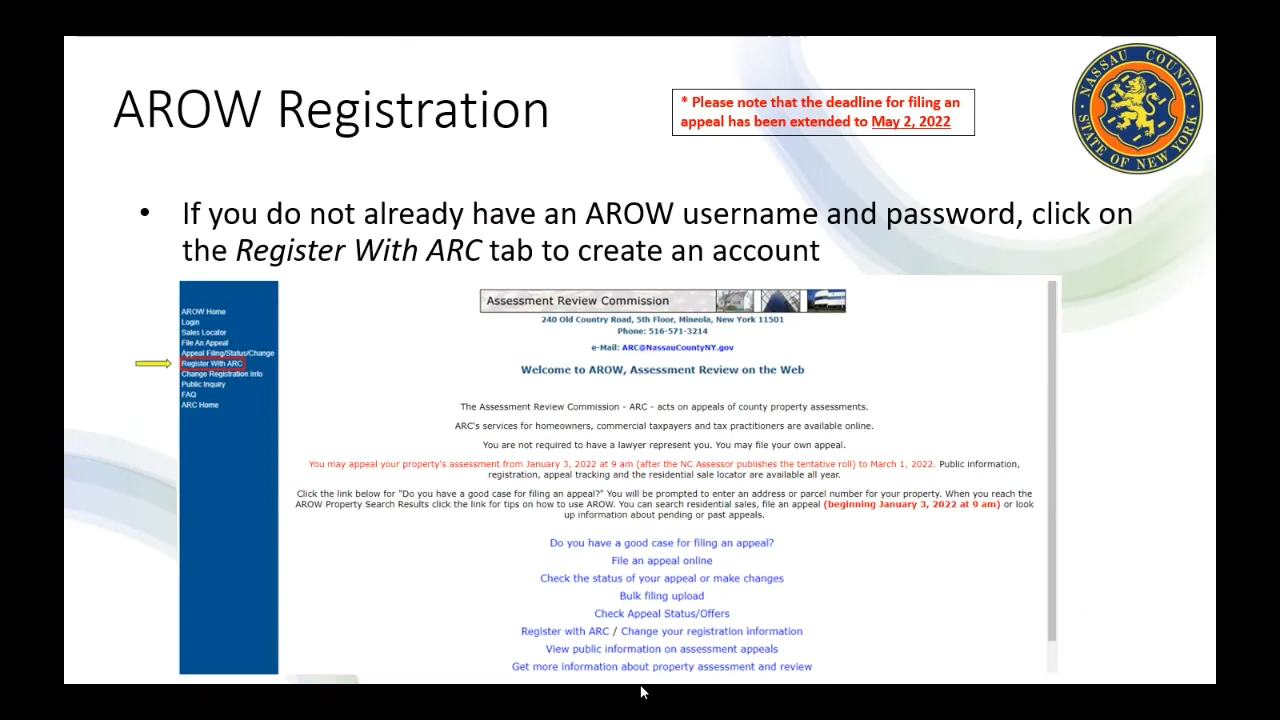 AROW Registration
* Please note that the deadline for filing an
appeal has been extended to May 2, 2022
NASSAU COUNTY
STATE OF NEW YORK
• If you do not already have an AROW username and password, click on
the Register With ARC tab to create an account
AROW Home
Login
Sales Locator
File An Appeal
Appeal Filing/Status/Change
Register With ARC
Change Registration Info
Public Inquiry
FAQ
ARC Home
Assessment Review Commission
240 Old Country Road, 5th Floor, Mineola, New York 11501
Phone: 516-571-3214
e-Mail: ARC@NassauCountyNY.gov
Welcome to AROW, Assessment Review on the Web
The Assessment Review Commission - ARC - acts on appeals of county property assessments.
ARC's services for homeowners, commercial taxpayers and tax practitioners are available online.
You are not required to have a lawyer represent you. You may file your own appeal.
You may appeal your property's assessment from January 3, 2022 at 9 am (after the NC Assessor publishes the tentative roll) to March 1, 2022. Public information,
registration, appeal tracking and the residential sale locator are available all year.
Click the link below for "Do you have a good case for filing an appeal?" You will be prompted to enter an address or parcel number for your property. When you reach the
AROW Property Search Results click the link for tips on how to use AROW. You can search residential sales, file an appeal (beginning January 3, 2022 at 9 am) or look
up information about pending or past appeals.
Do you have a good case for filing an appeal?
File an appeal online
Check the status of your appeal or make changes
Bulk filing upload
Check Appeal Status/Offers
Register with ARC / Change your registration information
View public information on assessment appeals
Get more information about property assessment and review